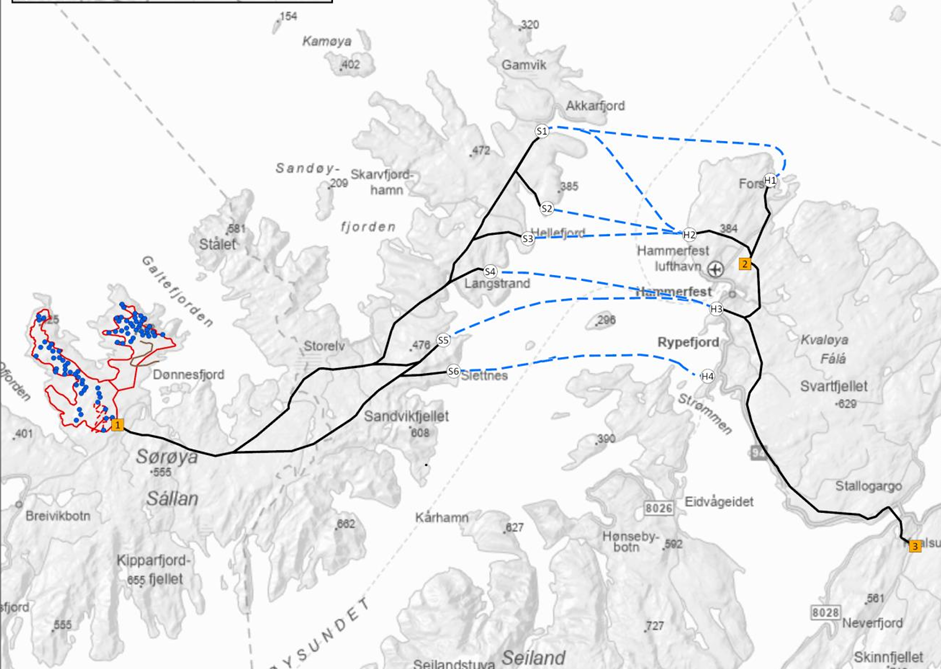 154
320
Kamøya
402
Gamvik
Akkarfjord
S1
472
Sandøy-
209
Skarvfjord-
hamn
385
H1
S2
fjorden
581
Stålet
S3
Hellefjord
H2
384
Hammerfest
lufthavn
2
Galtefjorden
S4
Langstrand
Hammerfest
H3
296
S5
476
Storelv
Rypefjord
Kvaløya
Fálá
Dønnesfjord
S6
Slettnes
H4
Svartfjellet
629
Strømmen
Sandvikfjellet
608
1
401
390
94
Sørøya
555
Sállan
Stallogargo
Breivikbotn
Kårhamn
627
8026
Eidvågeidet
662
Hønseby-
botn
592
3
Kipparfjord-
655
fjellet
8028
561
Neverfjord
555
727
Skinnfjellet
Seiland
Seilandstuva